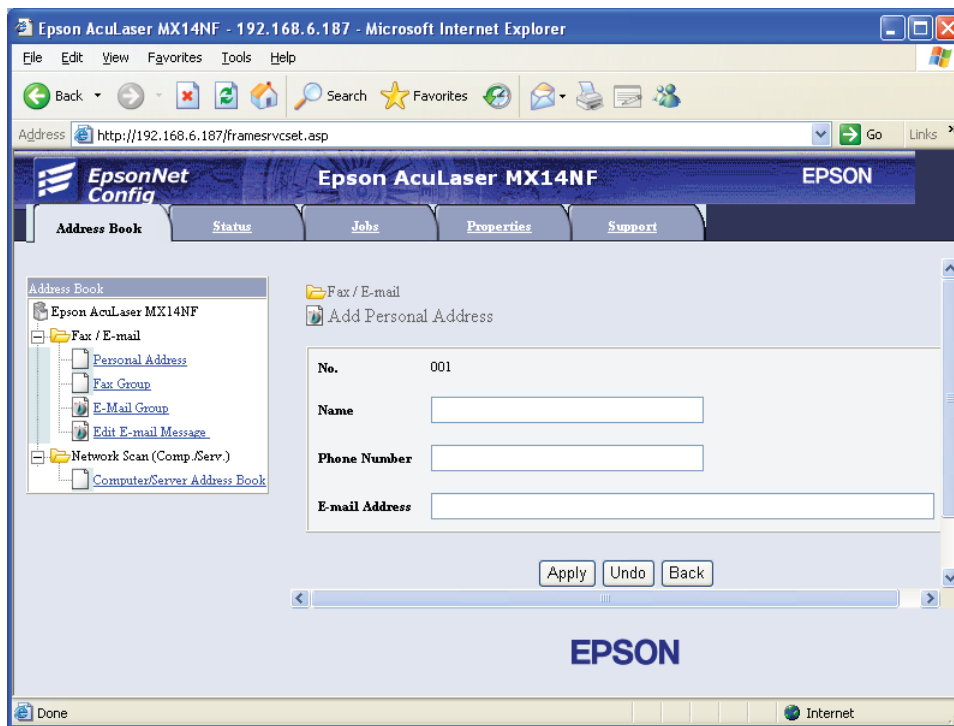 Epson AcuLaser MX14NF - 192.168.6.187 - Microsoft Internet Explorer
File Edit View Favorites Tools Help
Back Search Favorites
Address http://192.168.6.187/framesrvcset.asp Go Links
EpsonNet Config
Epson AcuLaser MX14NF
EPSON
Address Book Status Jobs Properties Support
Address Book
Epson AcuLaser MX14NF
Fax / E-mail
Personal Address
Fax Group
E-Mail Group
Edit E-mail Message
Network Scan (Comp./Serv.)
Computer/Server Address Book
Fax / E-mail
Add Personal Address
No. 001
Name
Phone Number
E-mail Address
Apply Undo Back
EPSON
Done Internet